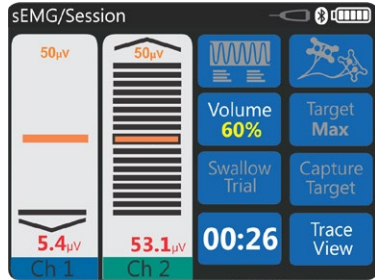 sEMG/Session
50µV
50µV
Volume
60%
Target
Max
Swallow
Trial
Capture
Target
5.4µV
53.1µV
00:26
Trace
View
Ch 1
Ch 2